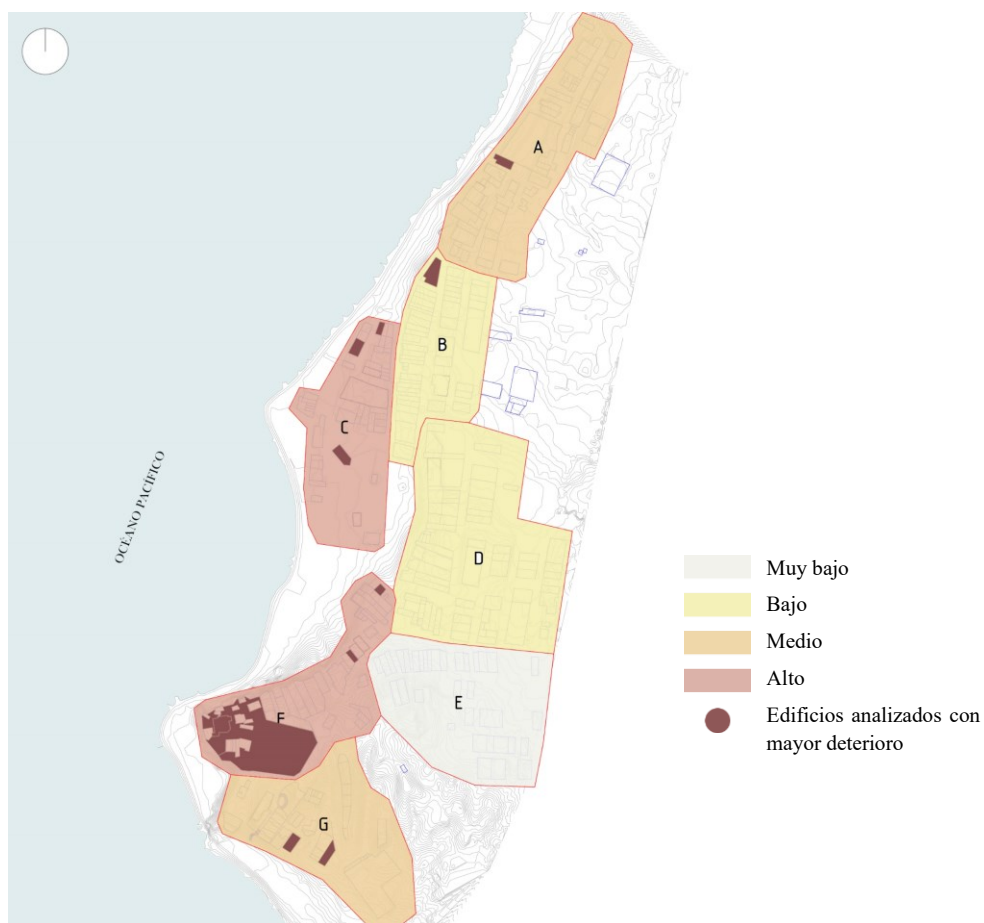 A
B
C
OCÉANO PACÍFICO
D
E
F
G
Muy bajo
Bajo
Medio
Alto
Edificios analizados con
mayor deterioro